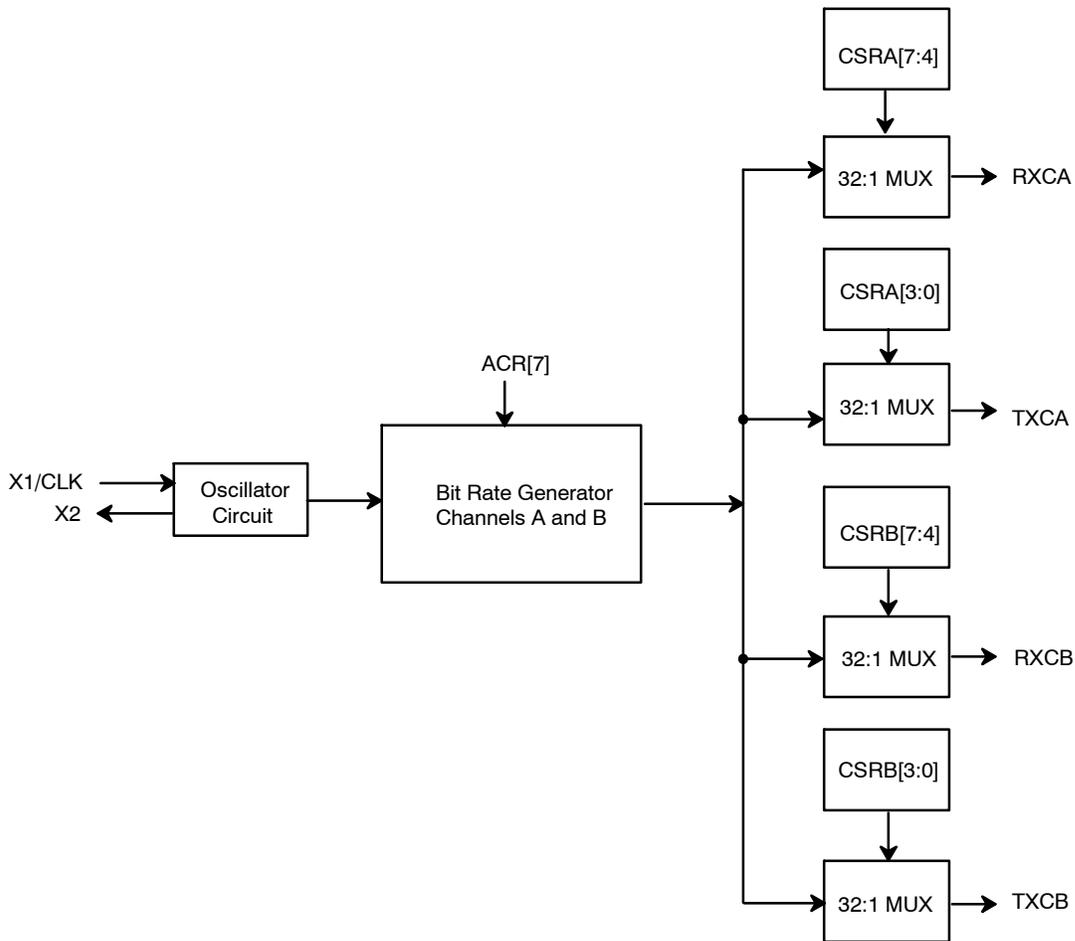 CSRA[7:4]
32:1 MUX
RXCA
CSRA[3:0]
32:1 MUX
TXCA
ACR[7]
X1/CLK
X2
Oscillator
Circuit
Bit Rate Generator
Channels A and B
CSRB[7:4]
32:1 MUX
RXCB
CSRB[3:0]
32:1 MUX
TXCB